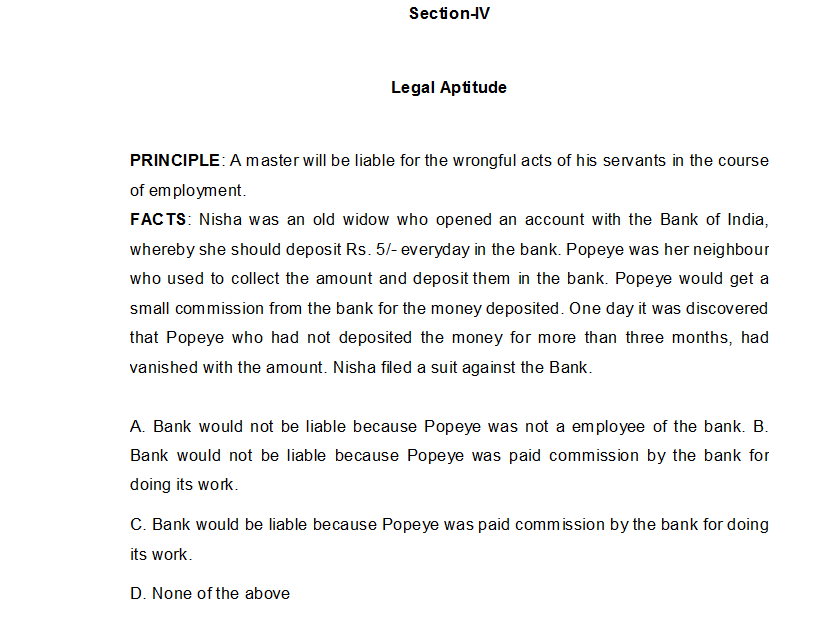 Section-IV
Legal Aptitude
PRINCIPLE: A master will be liable for the wrongful acts of his servants in the course
of employment.
FACTS: Nisha was an old widow who opened an account with the Bank of India,
whereby she should deposit Rs. 5/- everyday in the bank. Popeye was her neighbour
who used to collect the amount and deposit them in the bank. Popeye would get a
small commission from the bank for the money deposited. One day it was discovered
that Popeye who had not deposited the money for more than three months, had
vanished with the amount. Nisha filed a suit against the Bank.
A. Bank would not be liable because Popeye was not a employee of the bank. B.
Bank would not be liable because Popeye was paid commission by the bank for
doing its work.
C. Bank would be liable because Popeye was paid commission by the bank for doing
its work.
D. None of the above